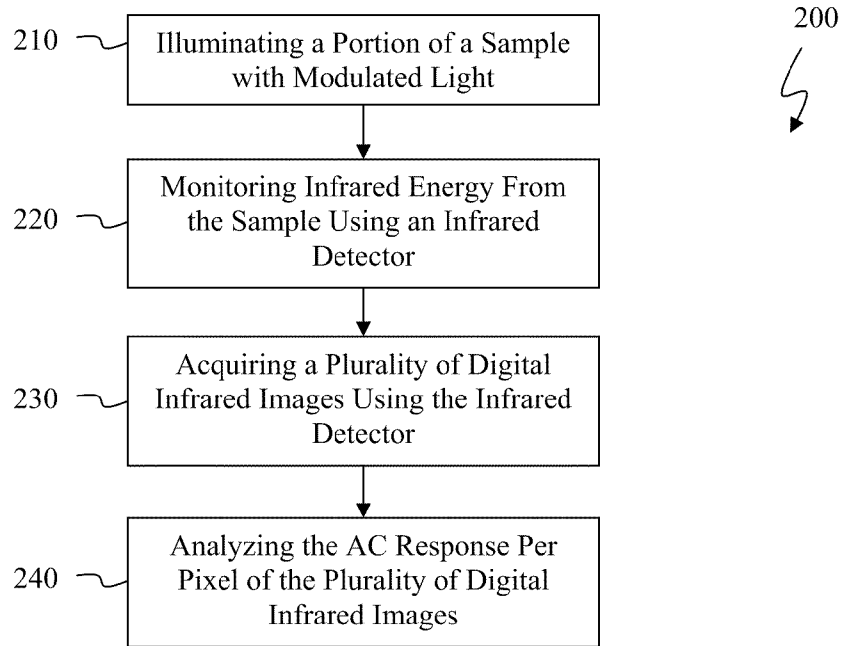 200
210
Illuminating a Portion of a Sample
with Modulated Light
220
Monitoring Infrared Energy From
the Sample Using an Infrared
Detector
230
Acquiring a Plurality of Digital
Infrared Images Using the Infrared
Detector
240
Analyzing the AC Response Per
Pixel of the Plurality of Digital
Infrared Images